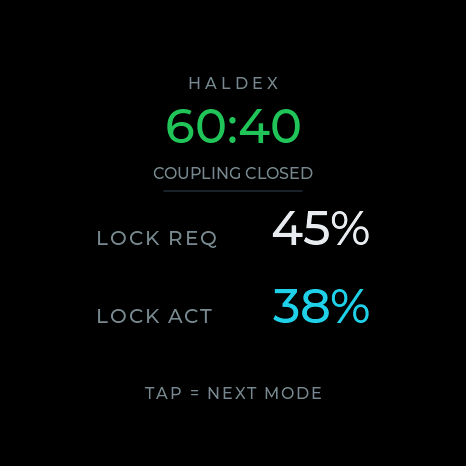 HALDEX
60:40
COUPLING CLOSED
LOCK REQ 45%
LOCK ACT 38%
TAP = NEXT MODE